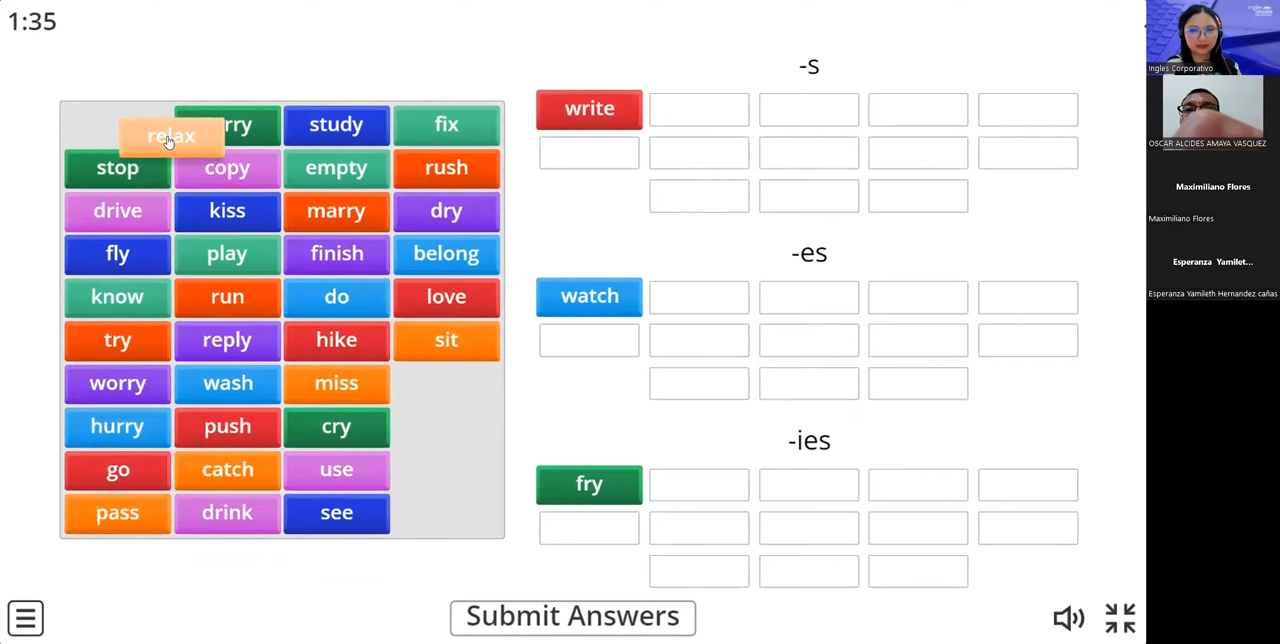 1:35
-s
relax study fix
stop copy empty rush
drive kiss marry dry
fly play finish belong
know run do love
try reply hike sit
worry wash miss
hurry push cry
go catch use
pass drink see
write
-es
watch
-ies
fry
Submit Answers
Ingles Corporativo
OSCAR ALCIDES AMAYA VASQUEZ
Maximiliano Flores
Maximiliano Flores
Esperanza Yamilet...
Esperanza Yamileth Hernandez cañas